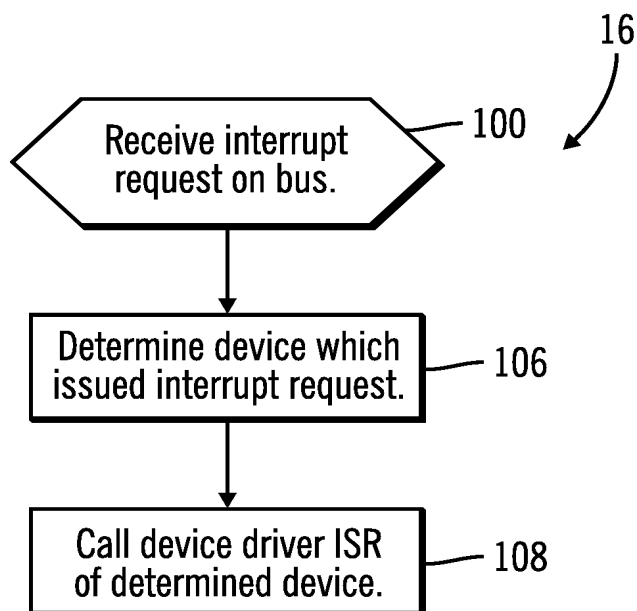 16
Receive interrupt
request on bus.
100
Determine device which
issued interrupt request.
106
Call device driver ISR
of determined device.
108